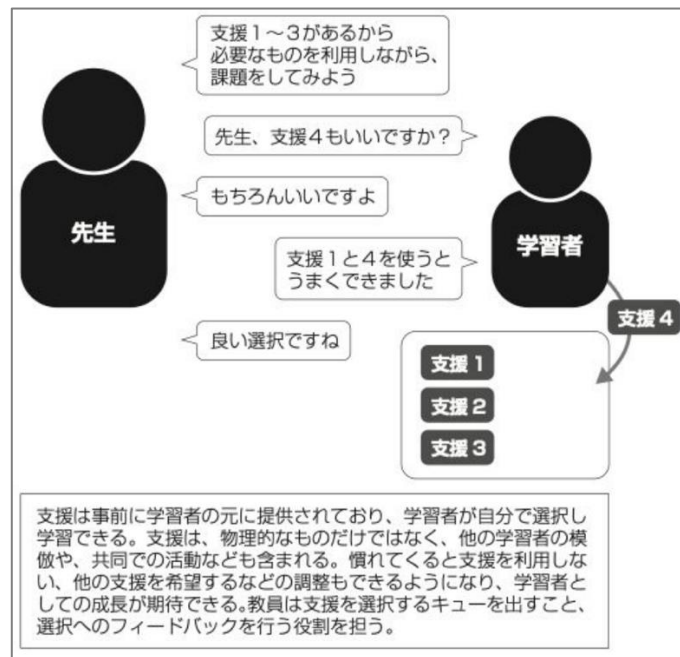 支援1～3があるから
必要なものを利用しながら、
課題をしてみよう
先生、支援4もいいですか？
もちろんいいですよ
先生
学習者
支援1と4を使うと
うまくできました
支援4
良い選択ですね
支援1
支援2
支援3
支援は事前に学習者の元に提供されており、学習者が自分で選択し
学習できる。支援は、物理的なものだけではなく、他の学習者の模
倣や、共同での活動なども含まれる。慣れてくると支援を利用しな
い、他の支援を希望するなどの調整もできるようになり、学習者と
しての成長が期待できる。教員は支援を選択するキューを出すこと、
選択へのフィードバックを行う役割を担う。